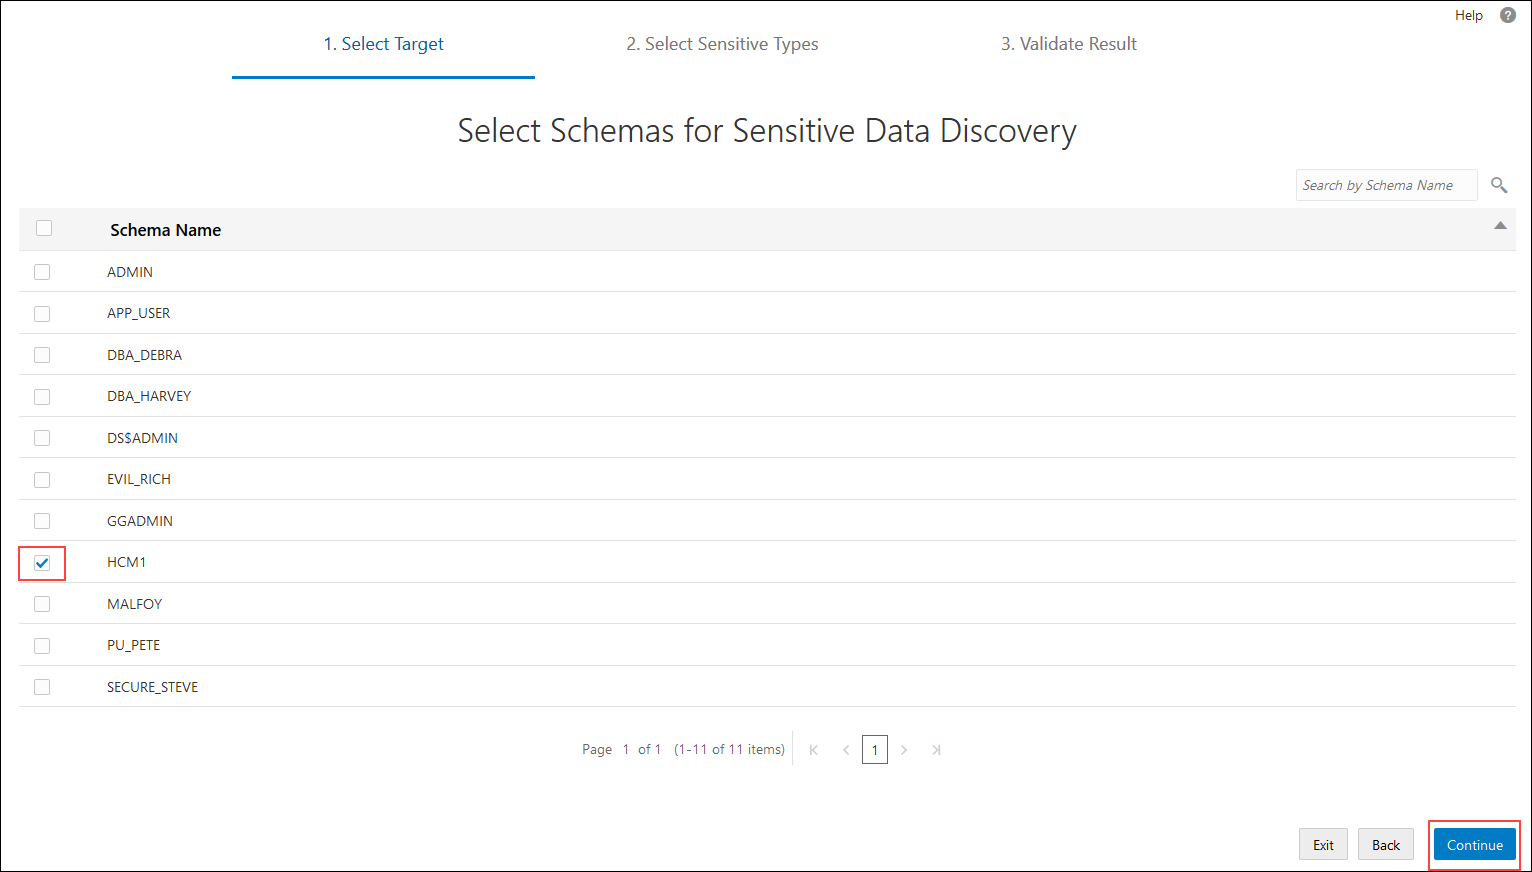 Help ?
1. Select Target 2. Select Sensitive Types 3. Validate Result
Select Schemas for Sensitive Data Discovery
Search by Schema Name
Schema Name
ADMIN
APP_USER
DBA_DEBRA
DBA_HARVEY
DS$ADMIN
EVIL_RICH
GGADMIN
HCM1
MALFOY
PU_PETE
SECURE_STEVE
Page 1 of 1 (1-11 of 11 items) 1
Exit Back Continue